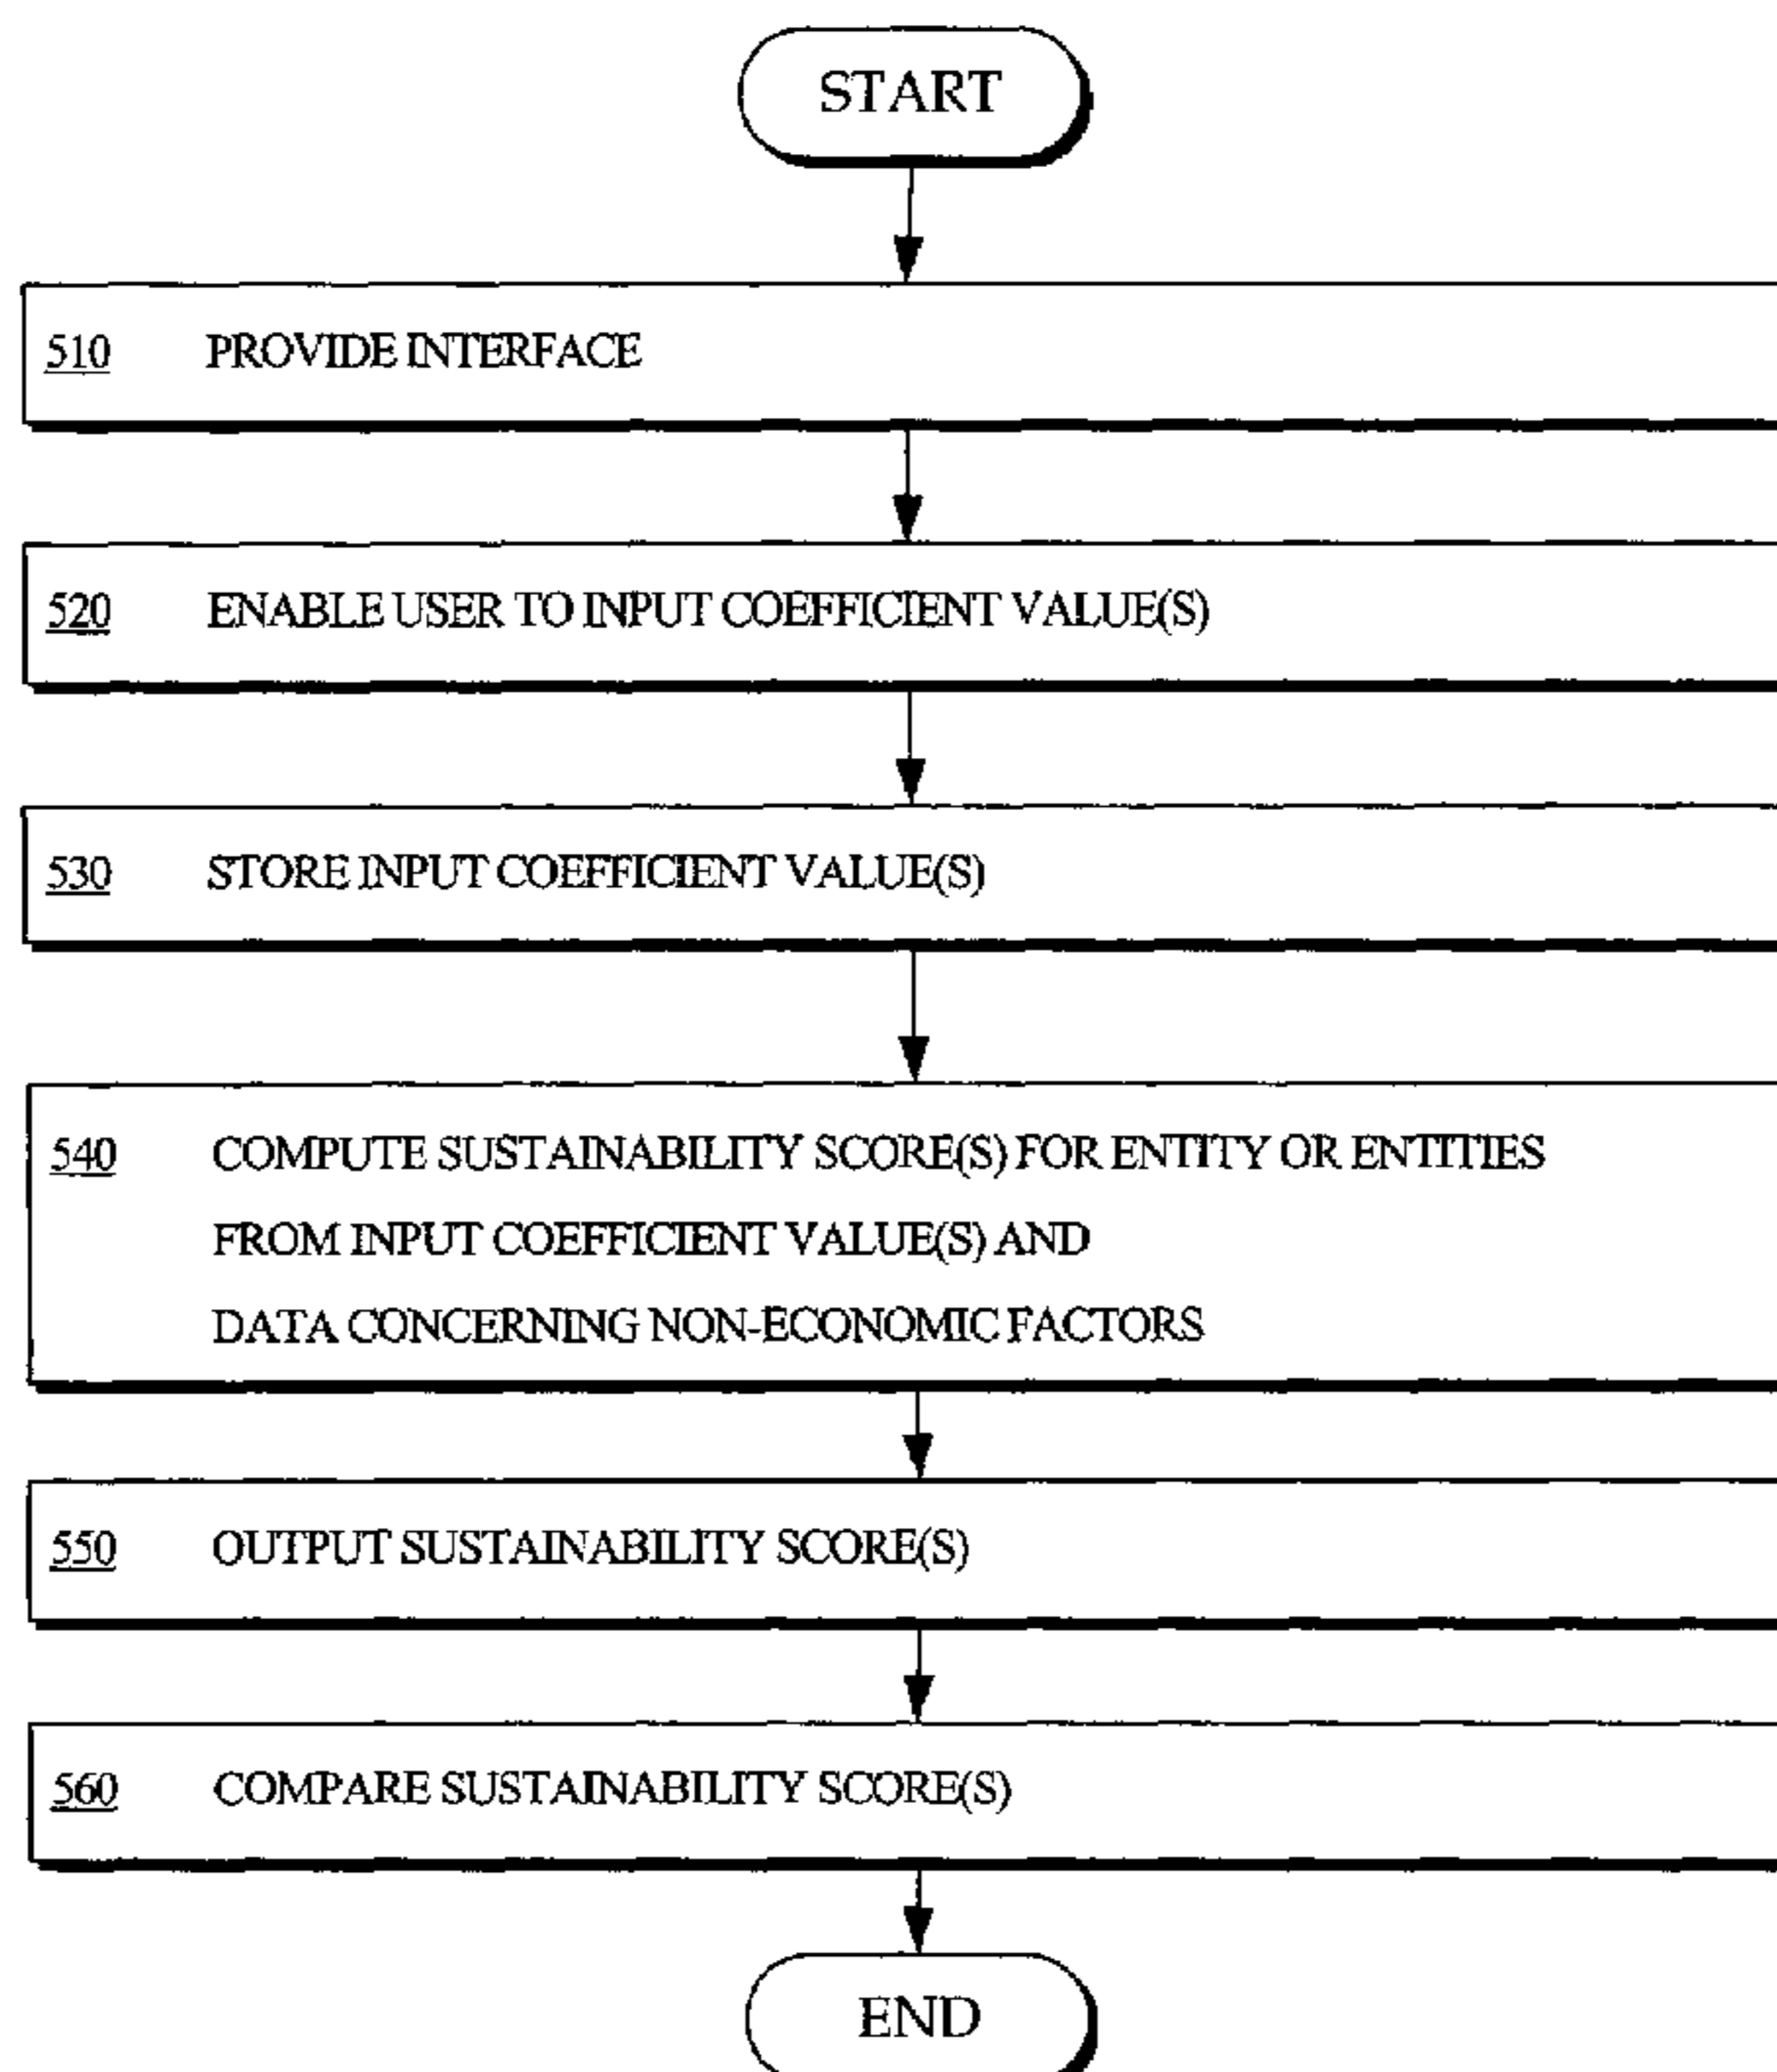 START
510 PROVIDE INTERFACE
520 ENABLE USER TO INPUT COEFFICIENT VALUE(S)
530 STORE INPUT COEFFICIENT VALUE(S)
540 COMPUTE SUSTAINABILITY SCORE(S) FOR ENTITY OR ENTITIES
FROM INPUT COEFFICIENT VALUE(S) AND
DATA CONCERNING NON-ECONOMIC FACTORS
550 OUTPUT SUSTAINABILITY SCORE(S)
560 COMPARE SUSTAINABILITY SCORE(S)
END